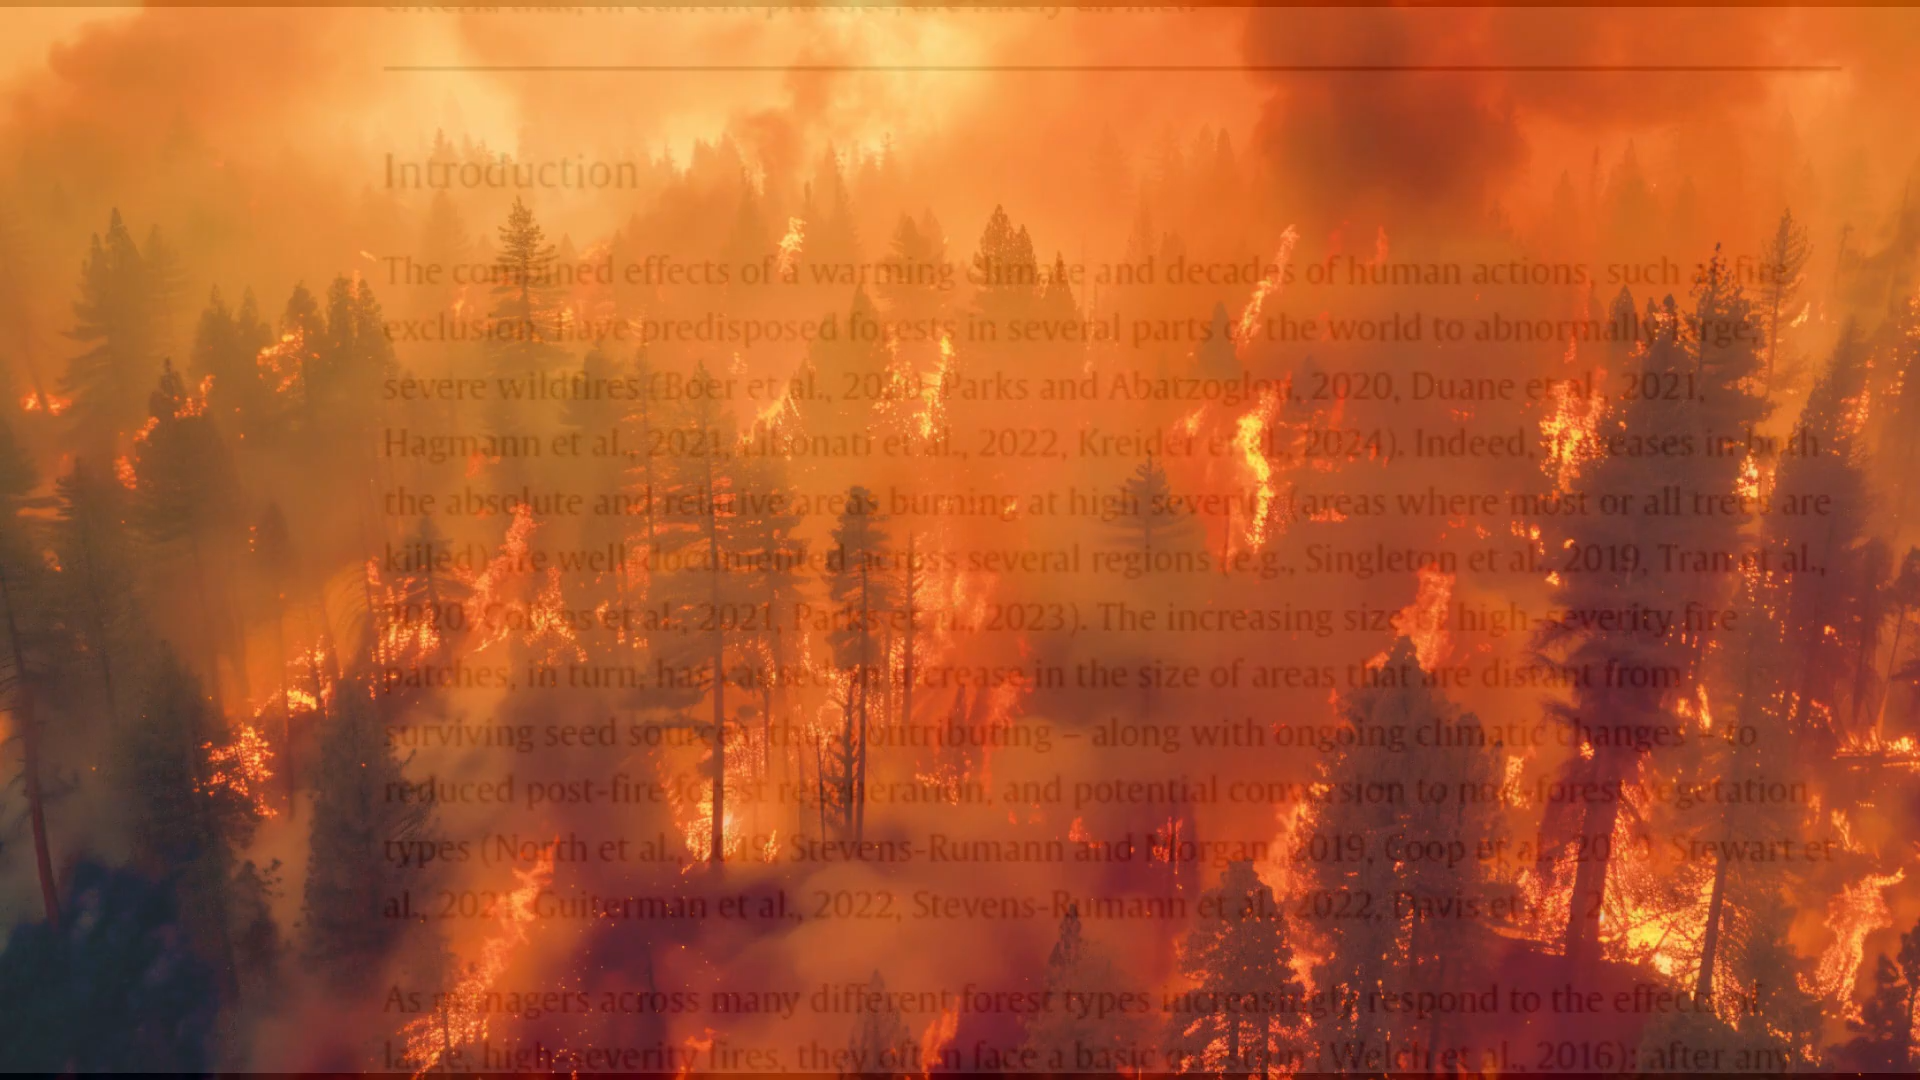 criteria that, in current practice, are rarely all met.
Introduction
The combined effects of a warming climate and decades of human actions, such as fire
exclusion, have predisposed forests in several parts of the world to abnormally large,
severe wildfires (Boer et al., 2020, Parks and Abatzoglou, 2020, Duane et al., 2021,
Hagmann et al., 2021, Libonati et al., 2022, Kreider et al., 2024). Indeed, increases in both
the absolute and relative areas burning at high severity (areas where most or all trees are
killed) are well-documented across several regions (e.g., Singleton et al., 2019, Tran et al.,
2020, Collins et al., 2021, Parks et al., 2023). The increasing size of high-severity fire
patches, in turn, has caused an increase in the size of areas that are distant from
surviving seed sources, thus contributing – along with ongoing climatic changes – to
reduced post-fire forest regeneration, and potential conversion to non-forest vegetation
types (North et al., 2019, Stevens-Rumann and Morgan, 2019, Coop et al., 2020, Stewart et
al., Guiterman et al., 2022, Stevens-Rumann et al., 2022, Davis et
As managers across many different forest types increasingly respond to the effects of
large, high-severity fires, they often face a basic question (Welch et al., 2016): after any